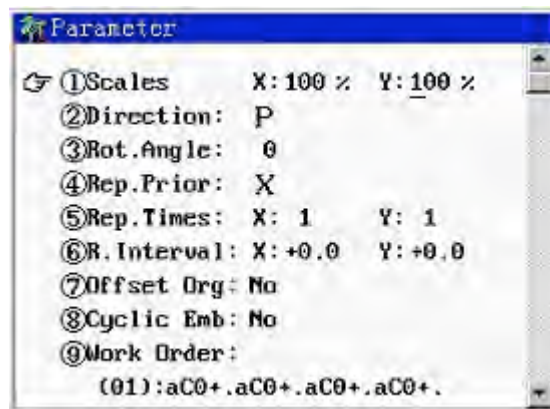 Parameter
①Scales X:100% Y:100%
②Direction: P
③Rot.Angle: 0
④Rep.Prior: X
⑤Rep.Times: X: 1 Y: 1
⑥R.Interval: X:+0.0 Y:+0.0
⑦Offset Org: No
⑧Cyclic Emb: No
⑨Work Order:
(01):aC0+.aC0+.aC0+.aC0+.